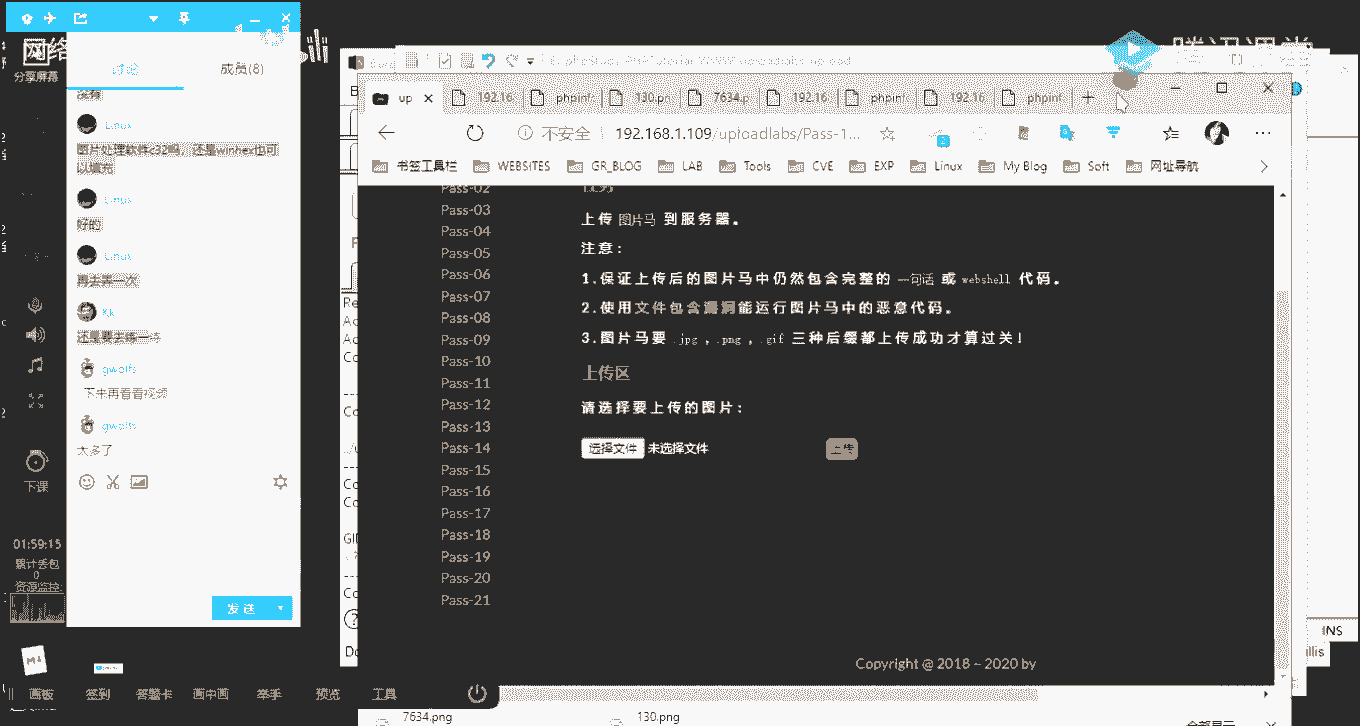 网络
分享屏幕
讨论
成员(8)
没有
Linux
图片处理软件c32吗，还是winhex也可以填充
Linux
好的
Linux
Kk
还是要去练一练
gwolfs
下来再看看视频
gwolfs
太多了
下课
01:59:15
累计丢包
0
资源监控:
发送
画板
签到
答题卡
画中画
举手
预览
工具
腾讯课堂
up
192.16
phpinf
130.pn
7634.p
192.16
phpinf
192.16
phpinf
不安全
192.168.1.109/uploadlabs/Pass-1...
书签工具栏
WEBSITES
GR_BLOG
LAB
Tools
CVE
EXP
Linux
My Blog
Soft
网址导航
Pass-02
Pass-03
Pass-04
Pass-05
Pass-06
Pass-07
Pass-08
Pass-09
Pass-10
Pass-11
Pass-12
Pass-13
Pass-14
Pass-15
Pass-16
Pass-17
Pass-18
Pass-19
Pass-20
Pass-21
任务
上传 图片马 到服务器。
注意：
1.保证上传后的图片马中仍然包含完整的 一句话 或 webshell 代码。
2.使用文件包含漏洞能运行图片马中的恶意代码。
3.图片马要 .jpg , .png , .gif 三种后缀都上传成功才算过关！
上传区
请选择要上传的图片：
选择文件 未选择文件
上传
Copyright @ 2018 ~ 2020 by
7634.png
130.png
全部显示